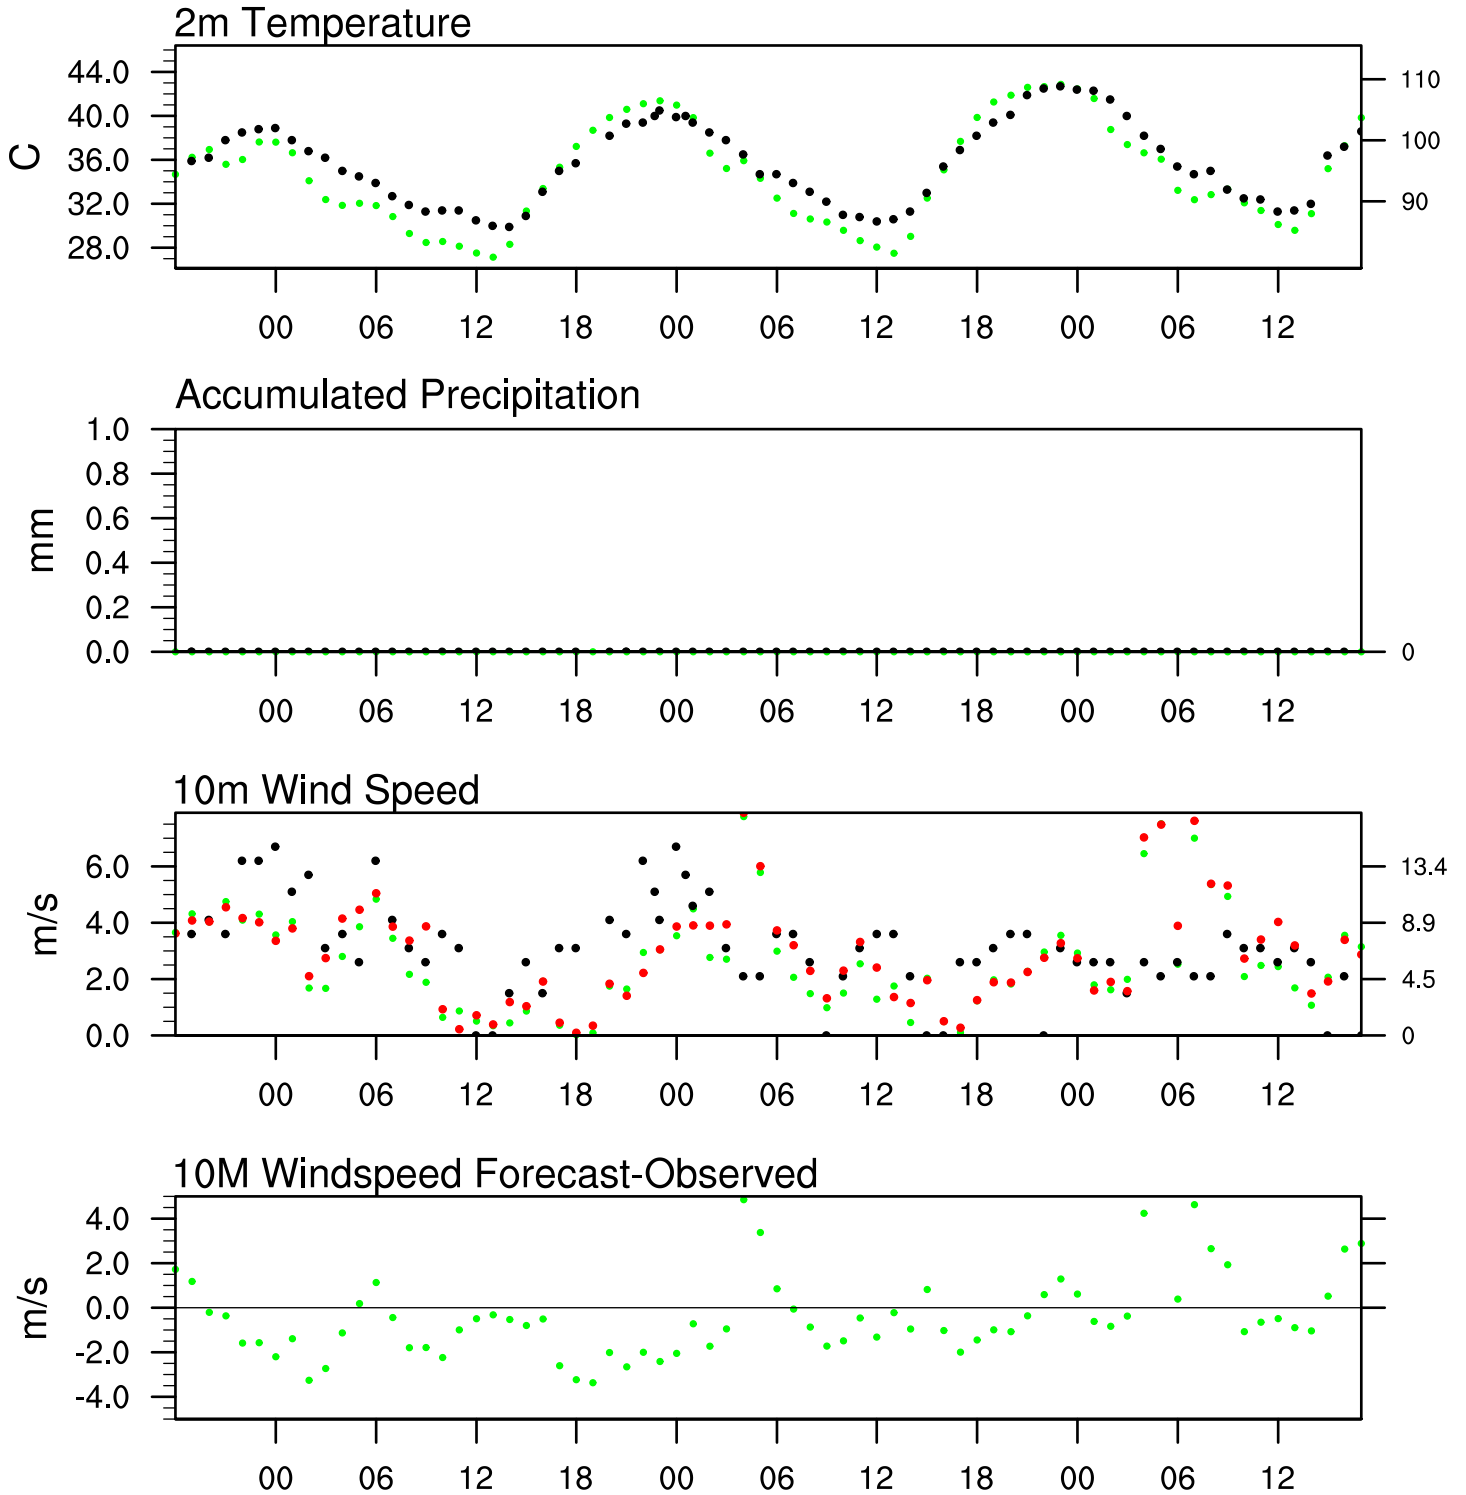 2m Temperature
44.0
40.0
36.0
32.0
28.0
C
110
100
90
00 06 12 18 00 06 12 18 00 06 12
Accumulated Precipitation
1.0
0.8
0.6
0.4
0.2
0.0
mm
0
00 06 12 18 00 06 12 18 00 06 12
10m Wind Speed
6.0
4.0
2.0
0.0
m/s
13.4
8.9
4.5
0
00 06 12 18 00 06 12 18 00 06 12
10M Windspeed Forecast-Observed
4.0
2.0
0.0
-2.0
-4.0
m/s
00 06 12 18 00 06 12 18 00 06 12